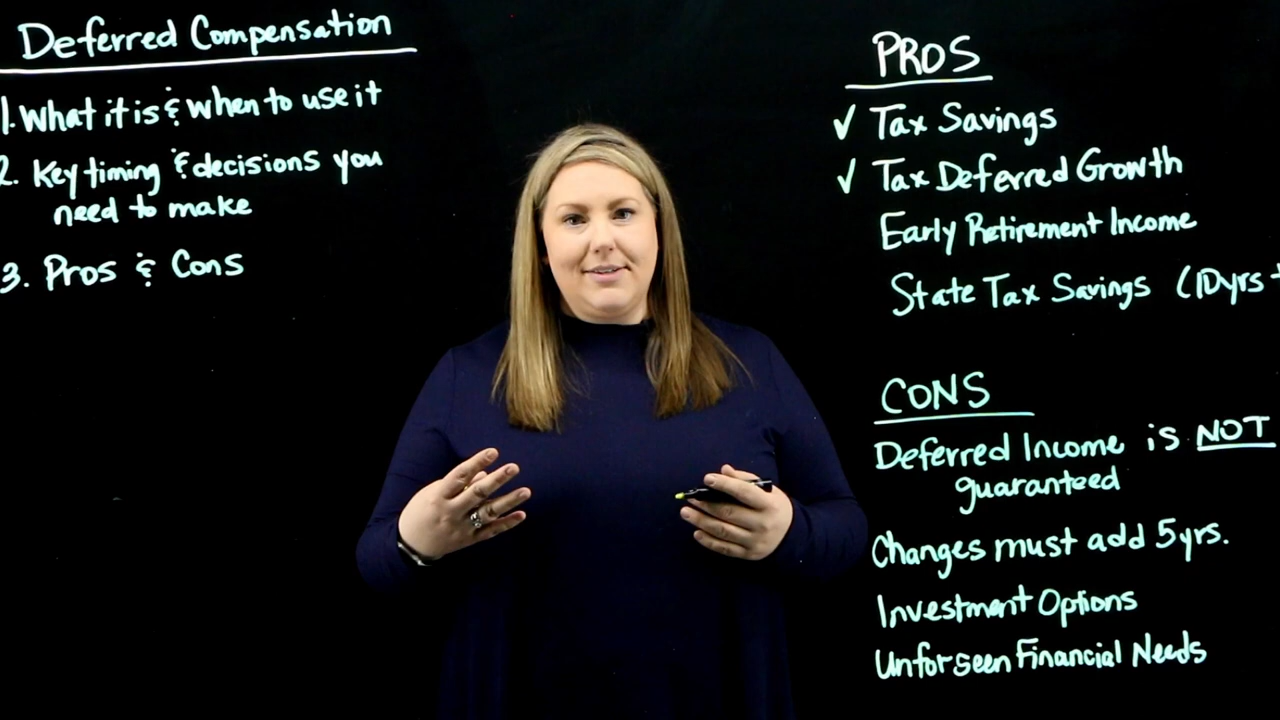 Deferred Compensation
1. What it is & when to use it
2. Key timing & decisions you
need to make
3. Pros & Cons
PROS
✓ Tax Savings
✓ Tax Deferred Growth
Early Retirement Income
State Tax Savings (10yrs+
CONS
Deferred Income is NOT
guaranteed
Changes must add 5yrs.
Investment Options
Unforseen Financial Needs